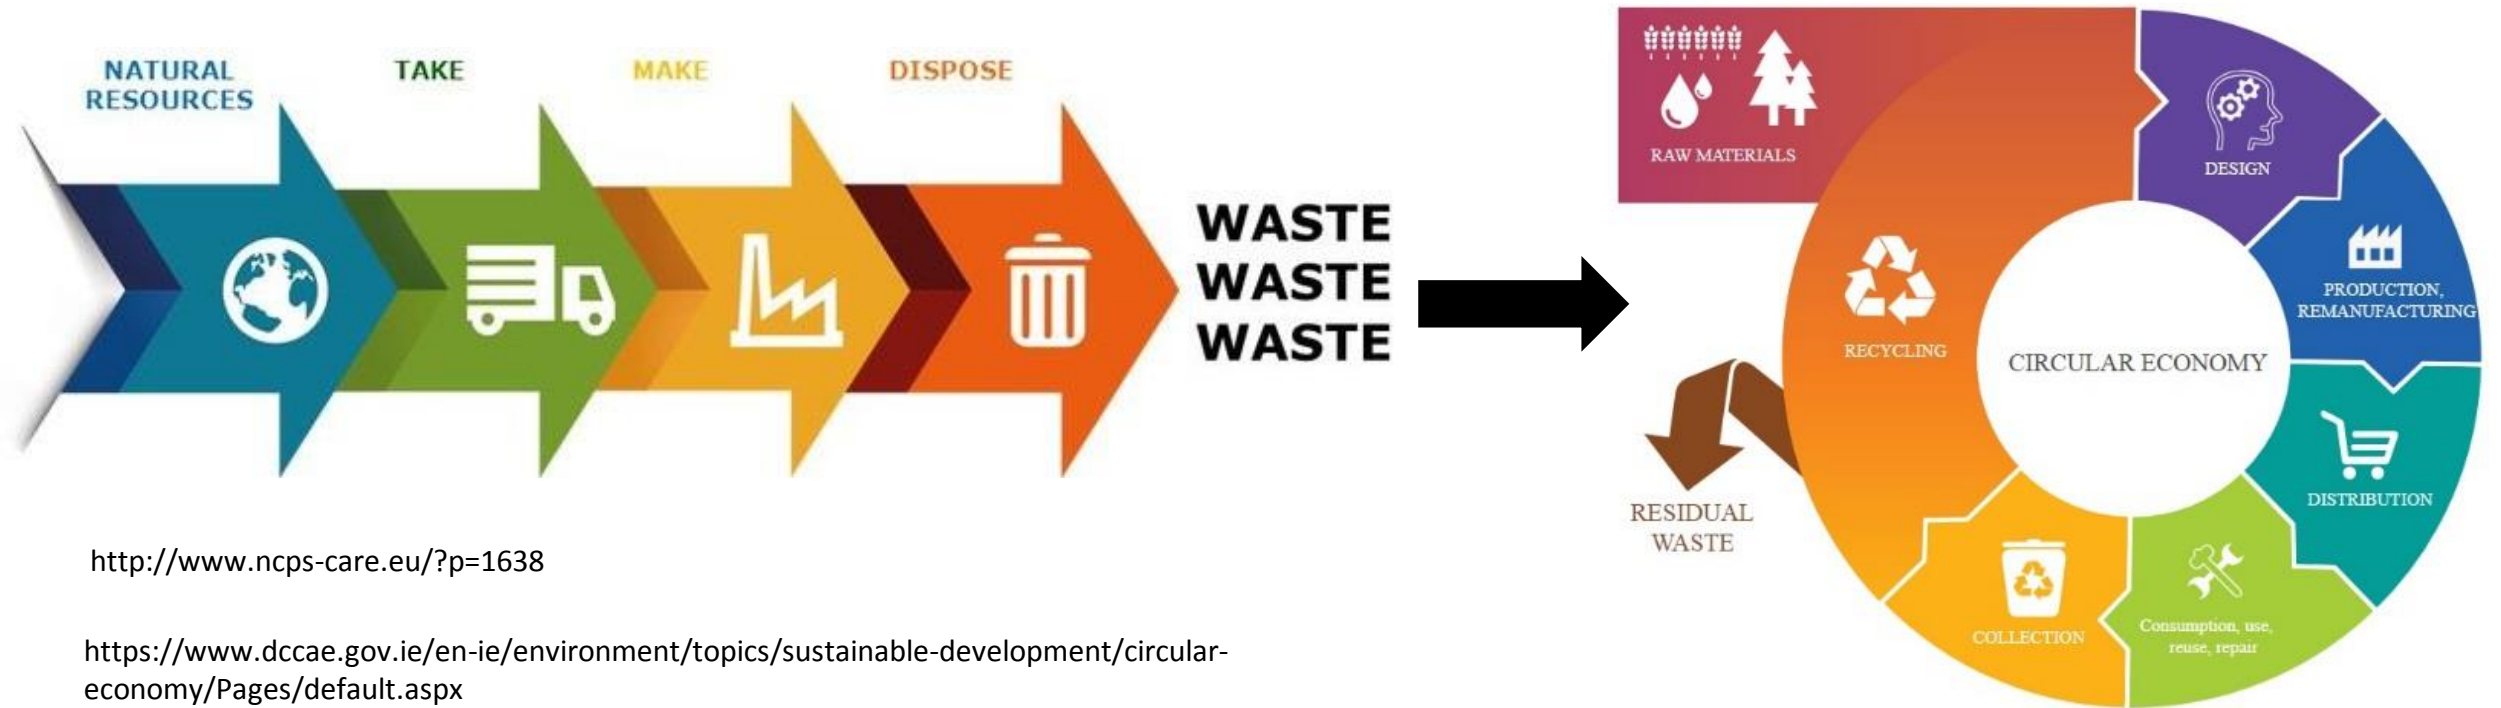 NATURAL
RESOURCES
TAKE
MAKE
DISPOSE
WASTE
WASTE
WASTE
http://www.ncps-care.eu/?p=1638
https://www.dccae.gov.ie/en-ie/environment/topics/sustainable-development/circular-
economy/Pages/default.aspx
RAW MATERIALS
DESIGN
PRODUCTION,
REMANUFACTURING
DISTRIBUTION
Consumption, use,
reuse, repair
COLLECTION
RECYCLING
RESIDUAL
WASTE
CIRCULAR ECONOMY